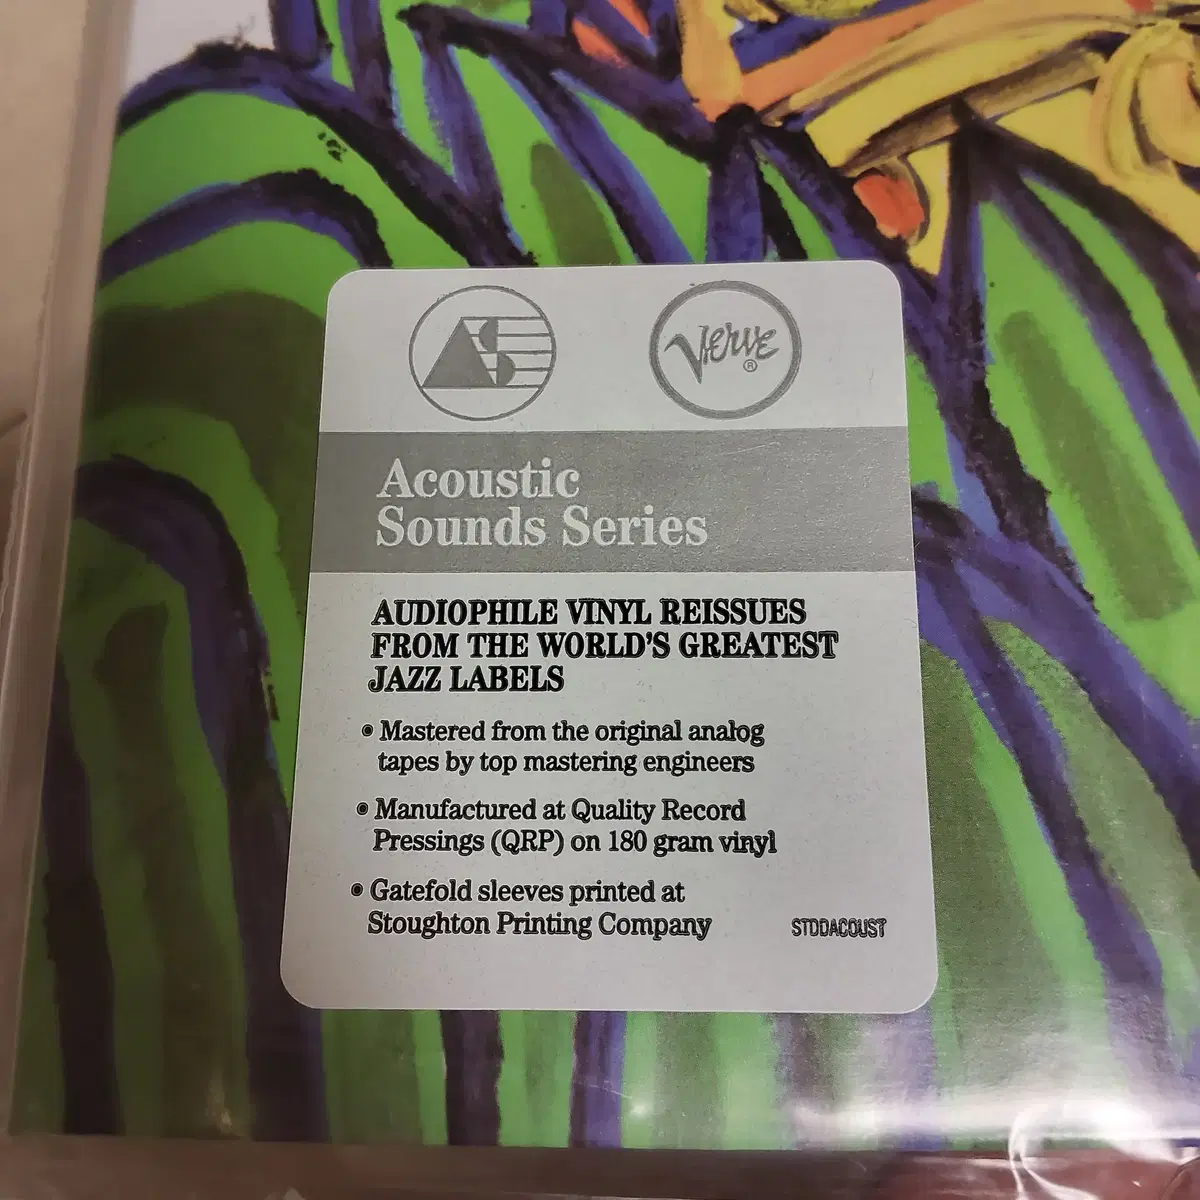 AS
Verve®
Acoustic
Sounds Series
AUDIOPHILE VINYL REISSUES
FROM THE WORLD'S GREATEST
JAZZ LABELS
• Mastered from the original analog
tapes by top mastering engineers
• Manufactured at Quality Record
Pressings (QRP) on 180 gram vinyl
• Gatefold sleeves printed at
Stoughton Printing Company
STDDACOUST